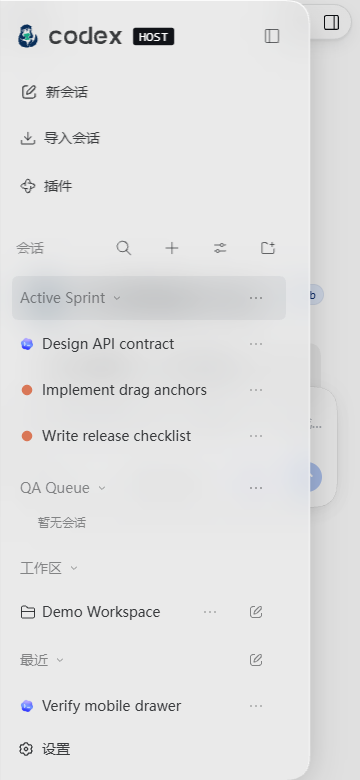 codex HOST
新会话
导入会话
插件
会话
Active Sprint
Design API contract
Implement drag anchors
Write release checklist
QA Queue
暂无会话
工作区
Demo Workspace
最近
Verify mobile drawer
设置